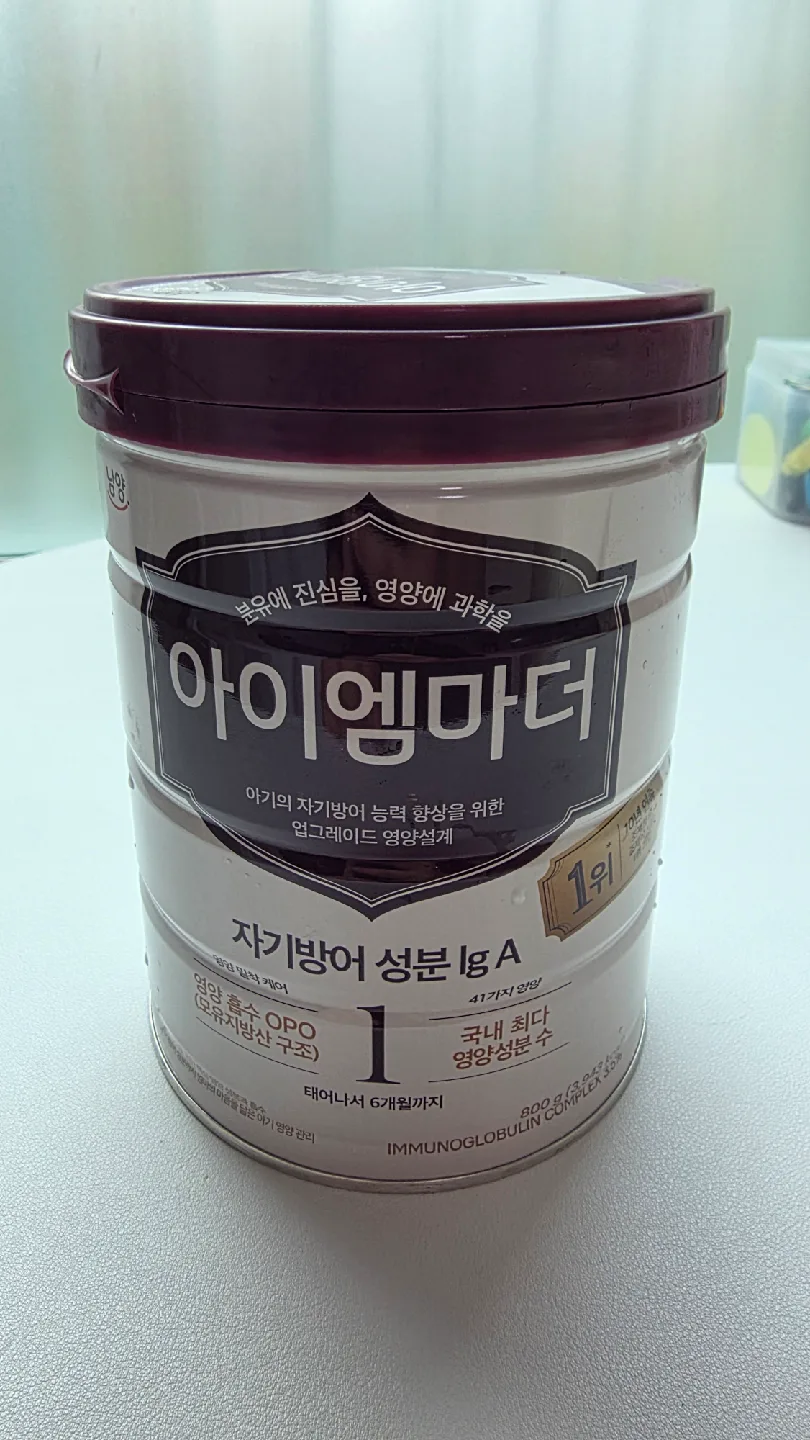 남양
분유에 진심을, 영양에 과학을
아이엠마더
아기의 자기방어 능력 향상을 위한
업그레이드 영양설계
1위
자기방어 성분 Ig A
영양 흡수 OPO
(모유지방산 구조)
1
41가지 영양
국내 최다
영양성분 수
태어나서 6개월까지
800 g
IMMUNOGLOBULIN COMPLEX